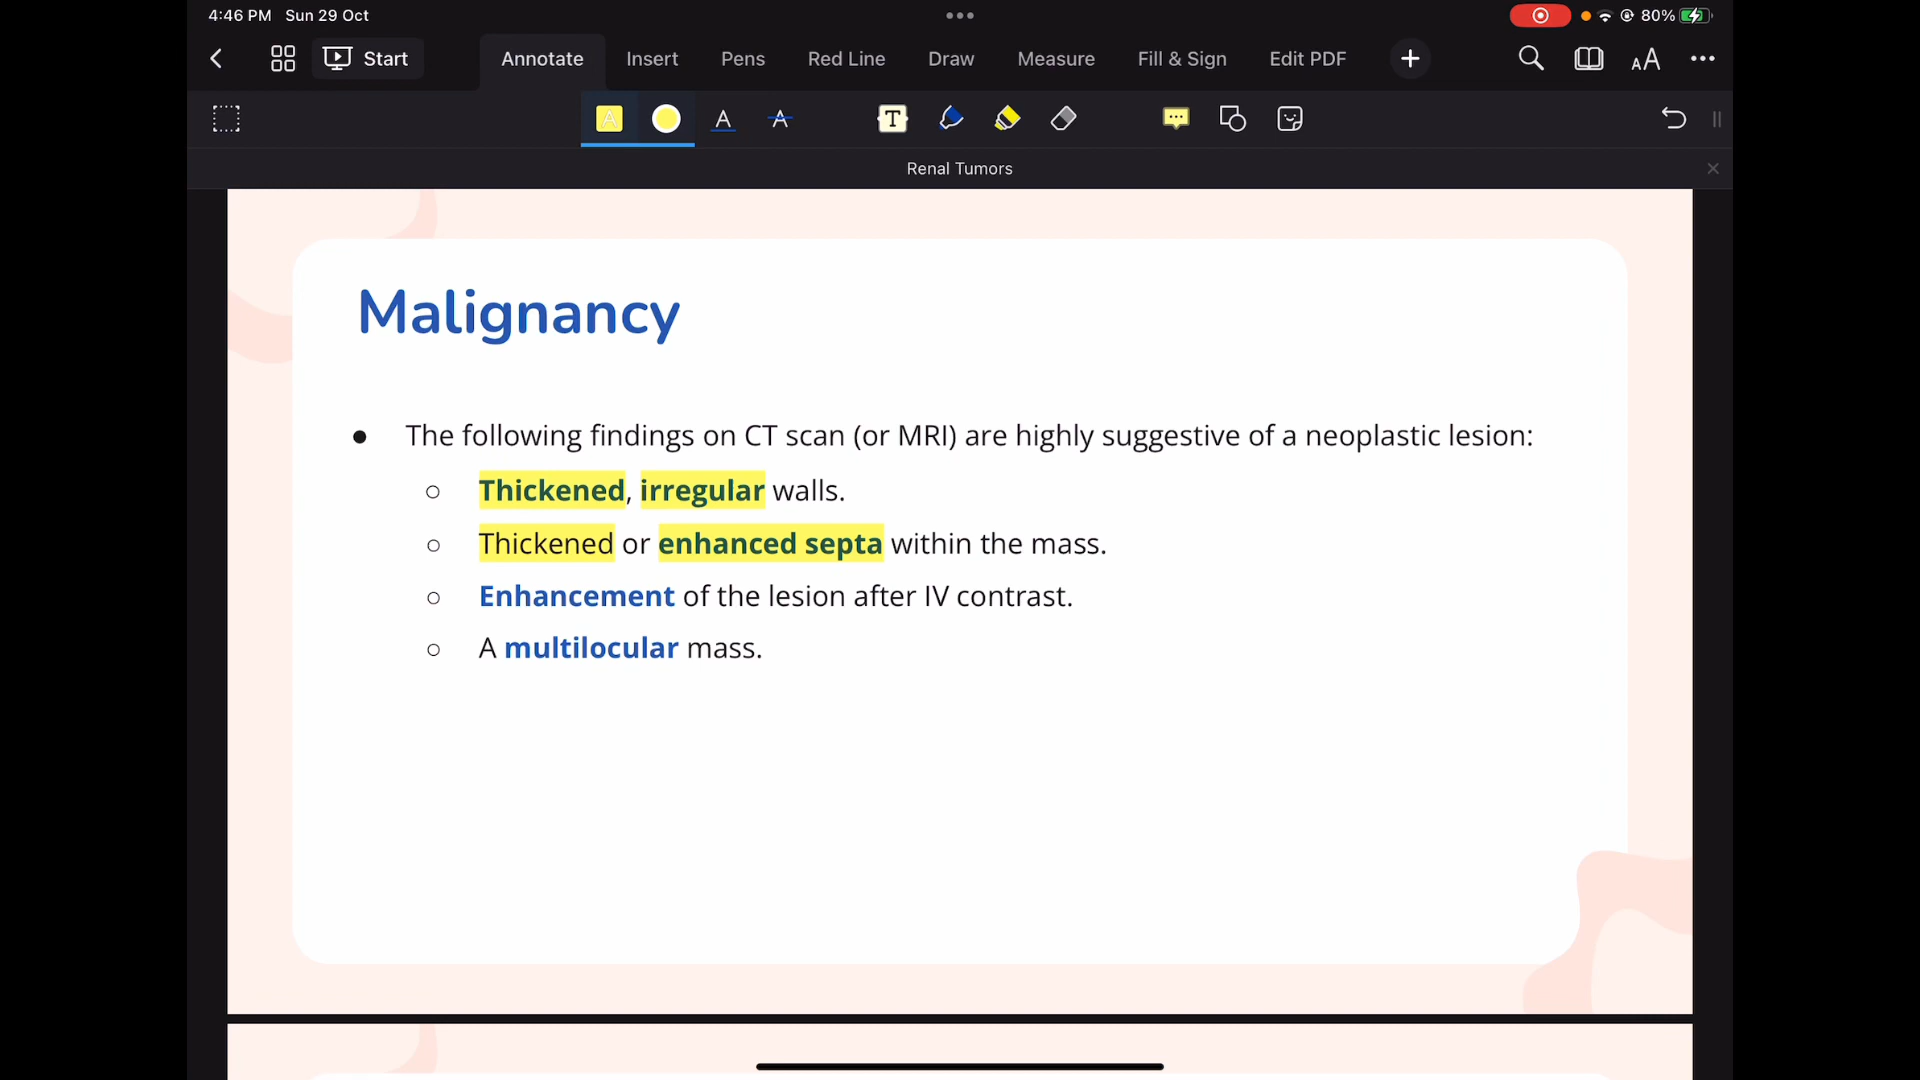 4:46 PM Sun 29 Oct
80%
Start
Annotate Insert Pens Red Line Draw Measure Fill & Sign Edit PDF
Renal Tumors
Malignancy
● The following findings on CT scan (or MRI) are highly suggestive of a neoplastic lesion:
○ Thickened, irregular walls.
○ Thickened or enhanced septa within the mass.
○ Enhancement of the lesion after IV contrast.
○ A multilocular mass.